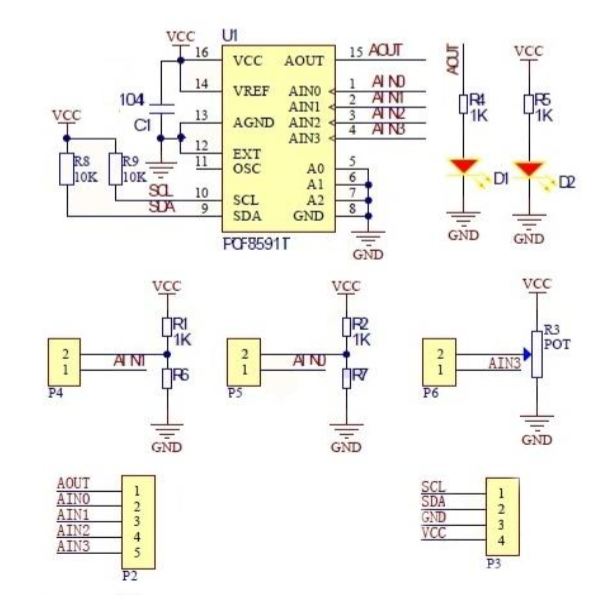 U1
VCC
16 VCC AOUT 15 AOUT
VCC
14 VREF AIN0 1 AIN0
104
AIN1 2 AIN1
C1
13 AGND AIN2 3 AIN2
AIN3 4 AIN3
12 EXT
11 OSC A0 5
A1 6
10 SCL A2 7
9 SDA GND 8
SCL
SDA
R8
10K
R9
10K
PCF8591T
GND
AOUT
R4
1K
D1
GND
VCC
R5
1K
D2
GND
VCC
R1
1K
2
1
AIN1
R6
P4
GND
VCC
R2
1K
2
1
AIN0
R7
P5
GND
VCC
R3
POT
2
1
AIN3
P6
GND
AOUT 1
AIN0 2
AIN1 3
AIN2 4
AIN3 5
P2
SCL 1
SDA 2
GND 3
VCC 4
P3